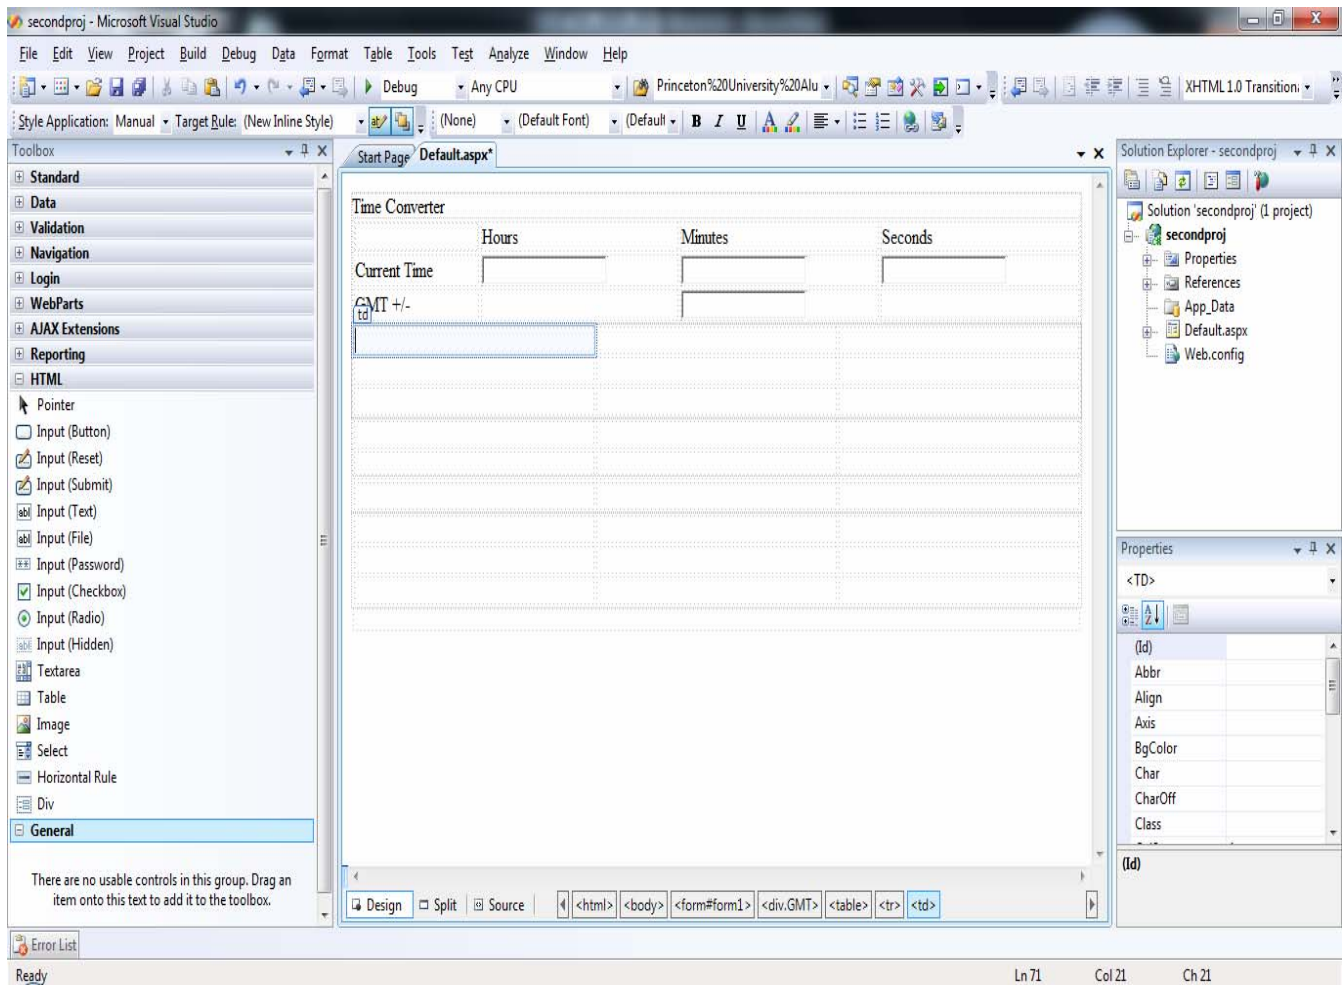 secondproj - Microsoft Visual Studio
File Edit View Project Build Debug Data Format Table Tools Test Analyze Window Help
Debug Any CPU Princeton%20University%20Alu XHTML 1.0 Transition
Style Application: Manual Target Rule: (New Inline Style) (None) (Default Font) (Default B I U A
Toolbox
Standard
Data
Validation
Navigation
Login
WebParts
AJAX Extensions
Reporting
HTML
Pointer
Input (Button)
Input (Reset)
Input (Submit)
Input (Text)
Input (File)
Input (Password)
Input (Checkbox)
Input (Radio)
Input (Hidden)
Textarea
Table
Image
Select
Horizontal Rule
Div
General
There are no usable controls in this group. Drag an
item onto this text to add it to the toolbox.
Start Page Default.aspx*
Time Converter
Hours Minutes Seconds
Current Time
GMT +/-
td
Design Split Source <html> <body> <form#form1> <div.GMT> <table> <tr> <td>
Solution Explorer - secondproj
Solution 'secondproj' (1 project)
secondproj
Properties
References
App_Data
Default.aspx
Web.config
Properties
<TD>
(Id)
Abbr
Align
Axis
BgColor
Char
CharOff
Class
(Id)
Error List
Ready Ln 71 Col 21 Ch 21